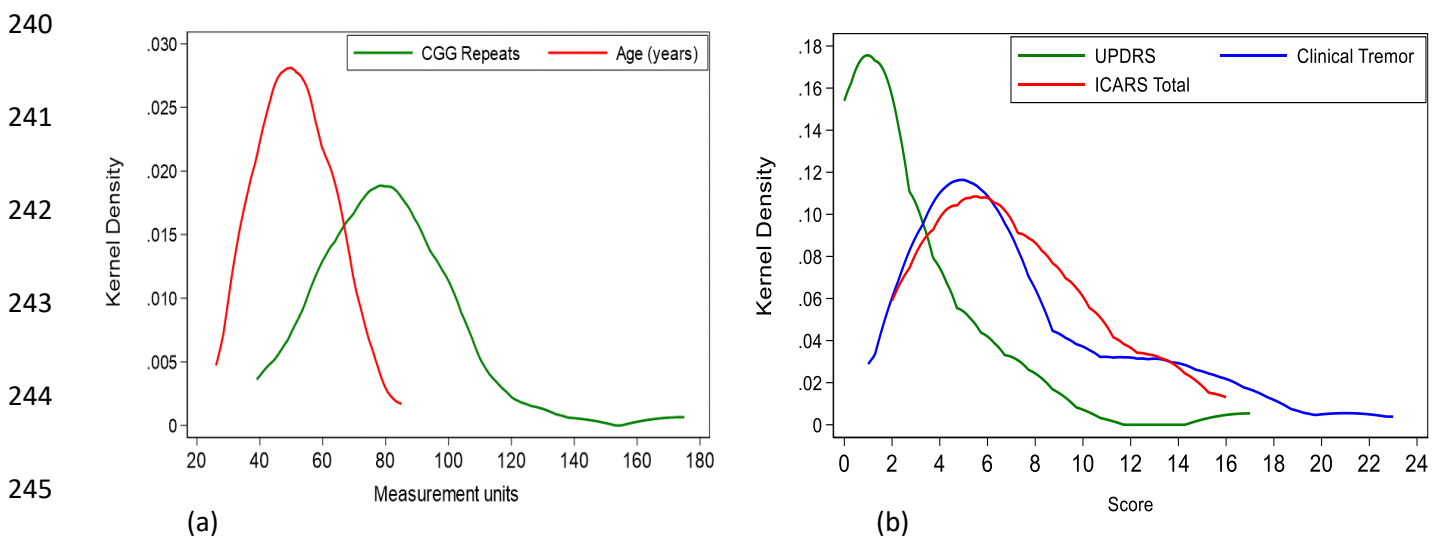 240
241
242
243
244
245
CGG Repeats Age (years)
Kernel Density
.030
.025
.020
.015
.010
.005
0
20 40 60 80 100 120 140 160 180
Measurement units
(a)
UPDRS Clinical Tremor
ICARS Total
Kernel Density
.18
.16
.14
.12
.10
.08
.06
.04
.02
0
0 2 4 6 8 10 12 14 16 18 20 22 24
Score
(b)